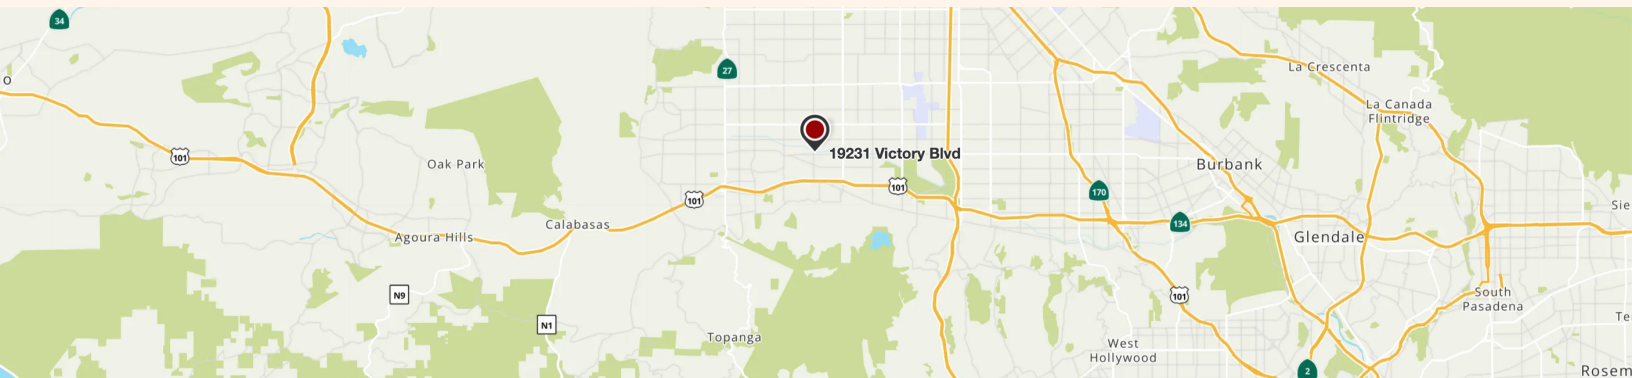 34
27
La Crescenta
La Canada
Flintridge
o
101
Oak Park
19231 Victory Blvd
Burbank
101
101
170
134
Calabasas
Agoura Hills
Glendale
Sie
N9
101
South
Pasadena
N1
Topanga
West
Hollywood
Te
2
Rosem